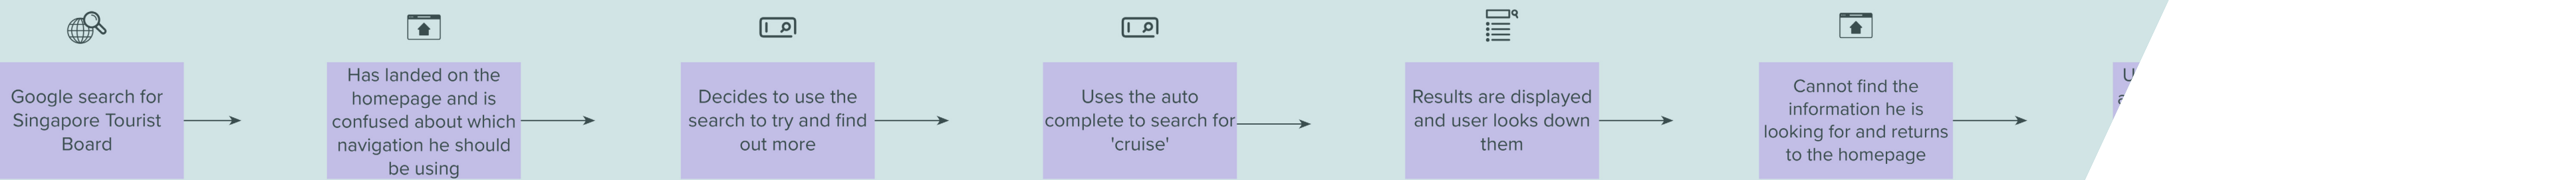 Google search for
Singapore Tourist
Board
Has landed on the
homepage and is
confused about which
navigation he should
be using
Decides to use the
search to try and find
out more
Uses the auto
complete to search for
'cruise'
Results are displayed
and user looks down
them
Cannot find the
information he is
looking for and returns
to the homepage